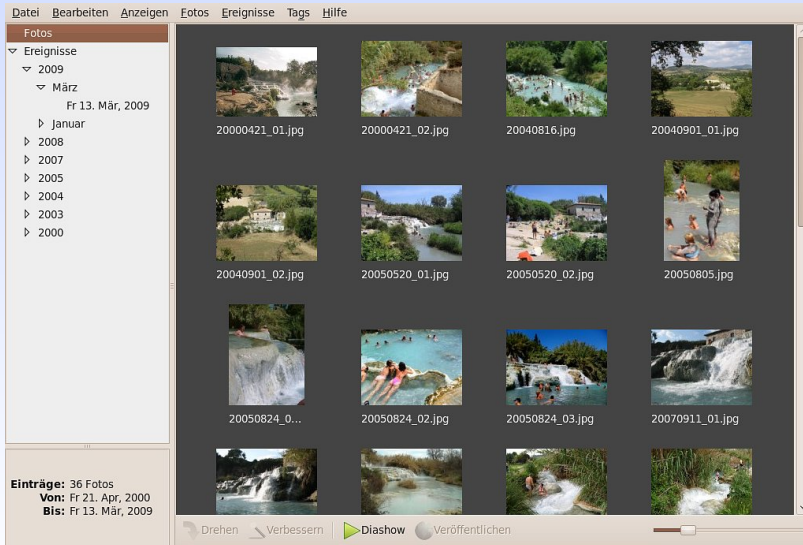 Datei Bearbeiten Anzeigen Fotos Ereignisse Tags Hilfe
Fotos
Ereignisse
2009
März
Fr 13. Mär, 2009
Januar
2008
2007
2005
2004
2003
2000
20000421_01.jpg 20000421_02.jpg 20040816.jpg 20040901_01.jpg
20040901_02.jpg 20050520_01.jpg 20050520_02.jpg 20050805.jpg
20050824_0... 20050824_02.jpg 20050824_03.jpg 20070911_01.jpg
Einträge: 36 Fotos
Von: Fr 21. Apr, 2000
Bis: Fr 13. Mär, 2009
Drehen Verbessern Diashow Veröffentlichen